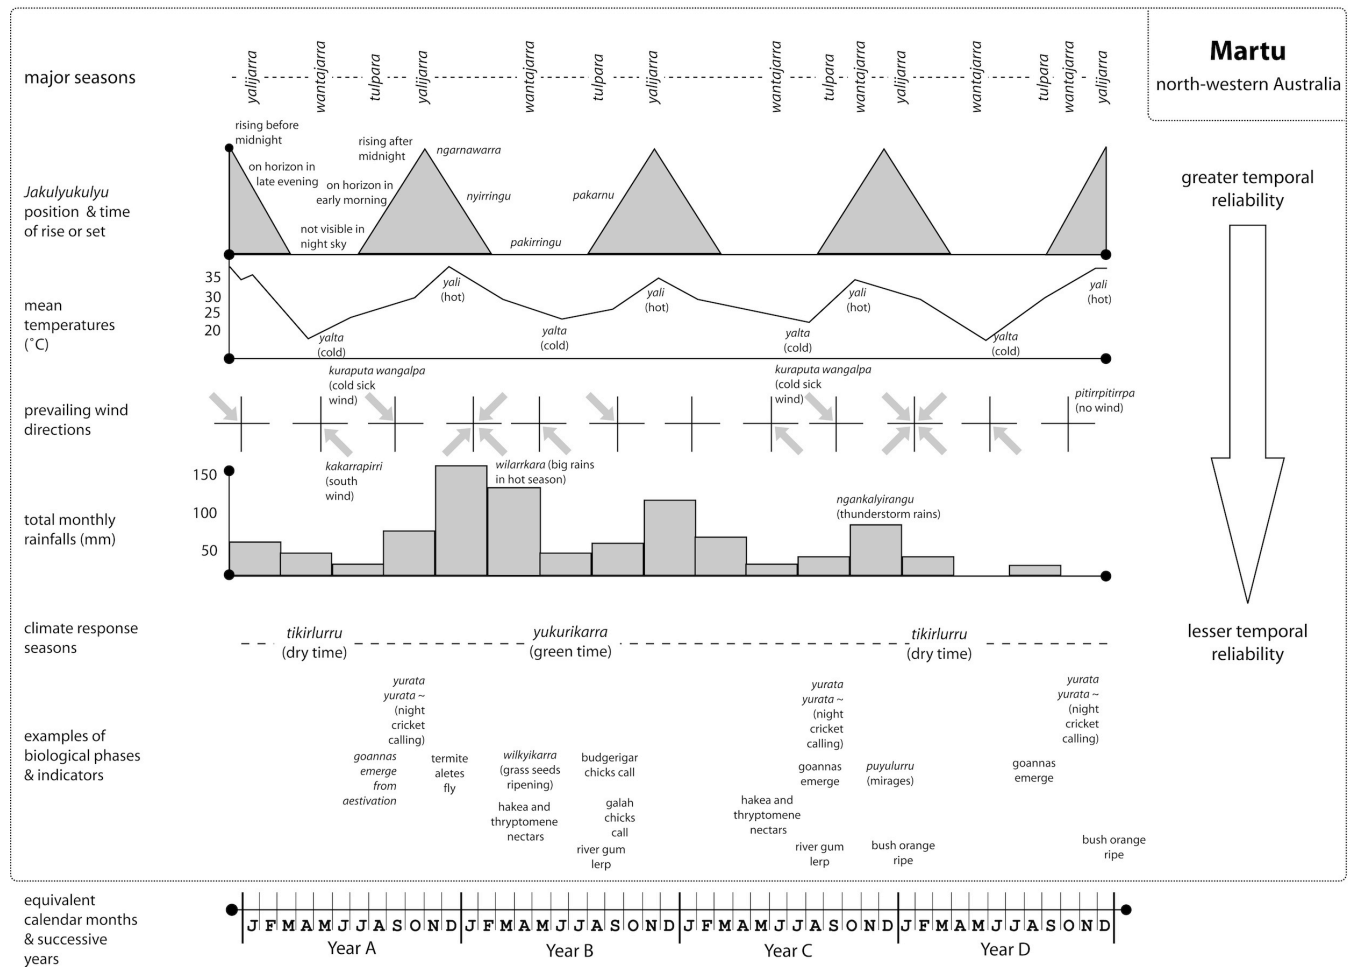 Martu
north-western Australia
major seasons
yalijarra
wantajarra
tulpara
yalijarra
wantajarra
tulpara
yalijarra
wantajarra
tulpara
wantajarra
yalijarra
wantajarra
tulpara
wantajarra
yalijarra
Jakulyukulyu
position & time
of rise or set
rising before
midnight
on horizon in
late evening
not visible in
night sky
on horizon in
early morning
rising after
midnight
ngarnawarra
nyirringu
pakirringu
pakarnu
greater temporal
reliability
mean
temperatures
(˚C)
35
30
25
20
yalta
(cold)
yali
(hot)
yalta
(cold)
yali
(hot)
yalta
(cold)
yali
(hot)
yalta
(cold)
yali
(hot)
prevailing wind
directions
kuraputa wangalpa
(cold sick
wind)
kuraputa wangalpa
(cold sick
wind)
pitirrpitirrpa
(no wind)
kakarrapirri
(south
wind)
wilarrkara (big rains
in hot season)
total monthly
rainfalls (mm)
150
100
50
ngankalyirangu
(thunderstorm rains)
climate response
seasons
tikirlurru
(dry time)
yukurikarra
(green time)
tikirlurru
(dry time)
lesser temporal
reliability
examples of
biological phases
& indicators
yurata
yurata ~
(night
cricket
calling)
goannas
emerge
from
aestivation
termite
aletes
fly
wilkyikarra
(grass seeds
ripening)
hakea and
thryptomene
nectars
budgerigar
chicks call
galah
chicks
call
river gum
lerp
hakea and
thryptomene
nectars
yurata
yurata ~
(night
cricket
calling)
goannas
emerge
river gum
lerp
puyulurru
(mirages)
bush orange
ripe
goannas
emerge
yurata
yurata ~
(night
cricket
calling)
bush orange
ripe
equivalent
calendar months
& successive
years
J F M A M J J A S O N D J F M A M J J A S O N D J F M A M J J A S O N D J F M A M J J A S O N D
Year A Year B Year C Year D